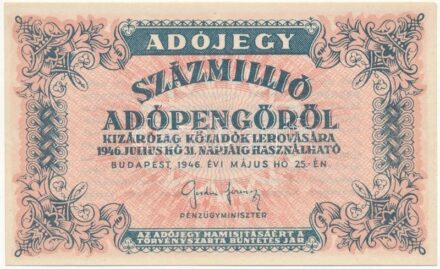 ADÓJEGY
SZÁZMILLIÓ
ADÓPENGŐRŐL
KIZÁRÓLAG KÖZADÓK LEROVÁSÁRA
1946. JULIUS HÓ 31. NAPJÁIG HASZNÁLHATÓ
BUDAPEST, 1946. ÉVI MÁJUS HÓ 25-ÉN.
PÉNZÜGYMINISZTER
AZ ADÓJEGY HAMISÍTÁSÁÉRT A
TÖRVÉNYSZABTA BÜNTETÉS JÁR